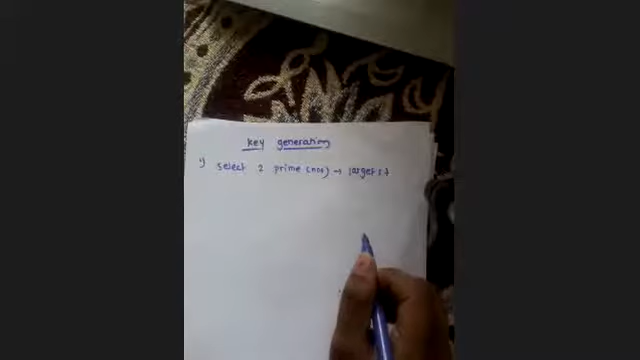 key generation
1) select 2 prime (nos) → largest